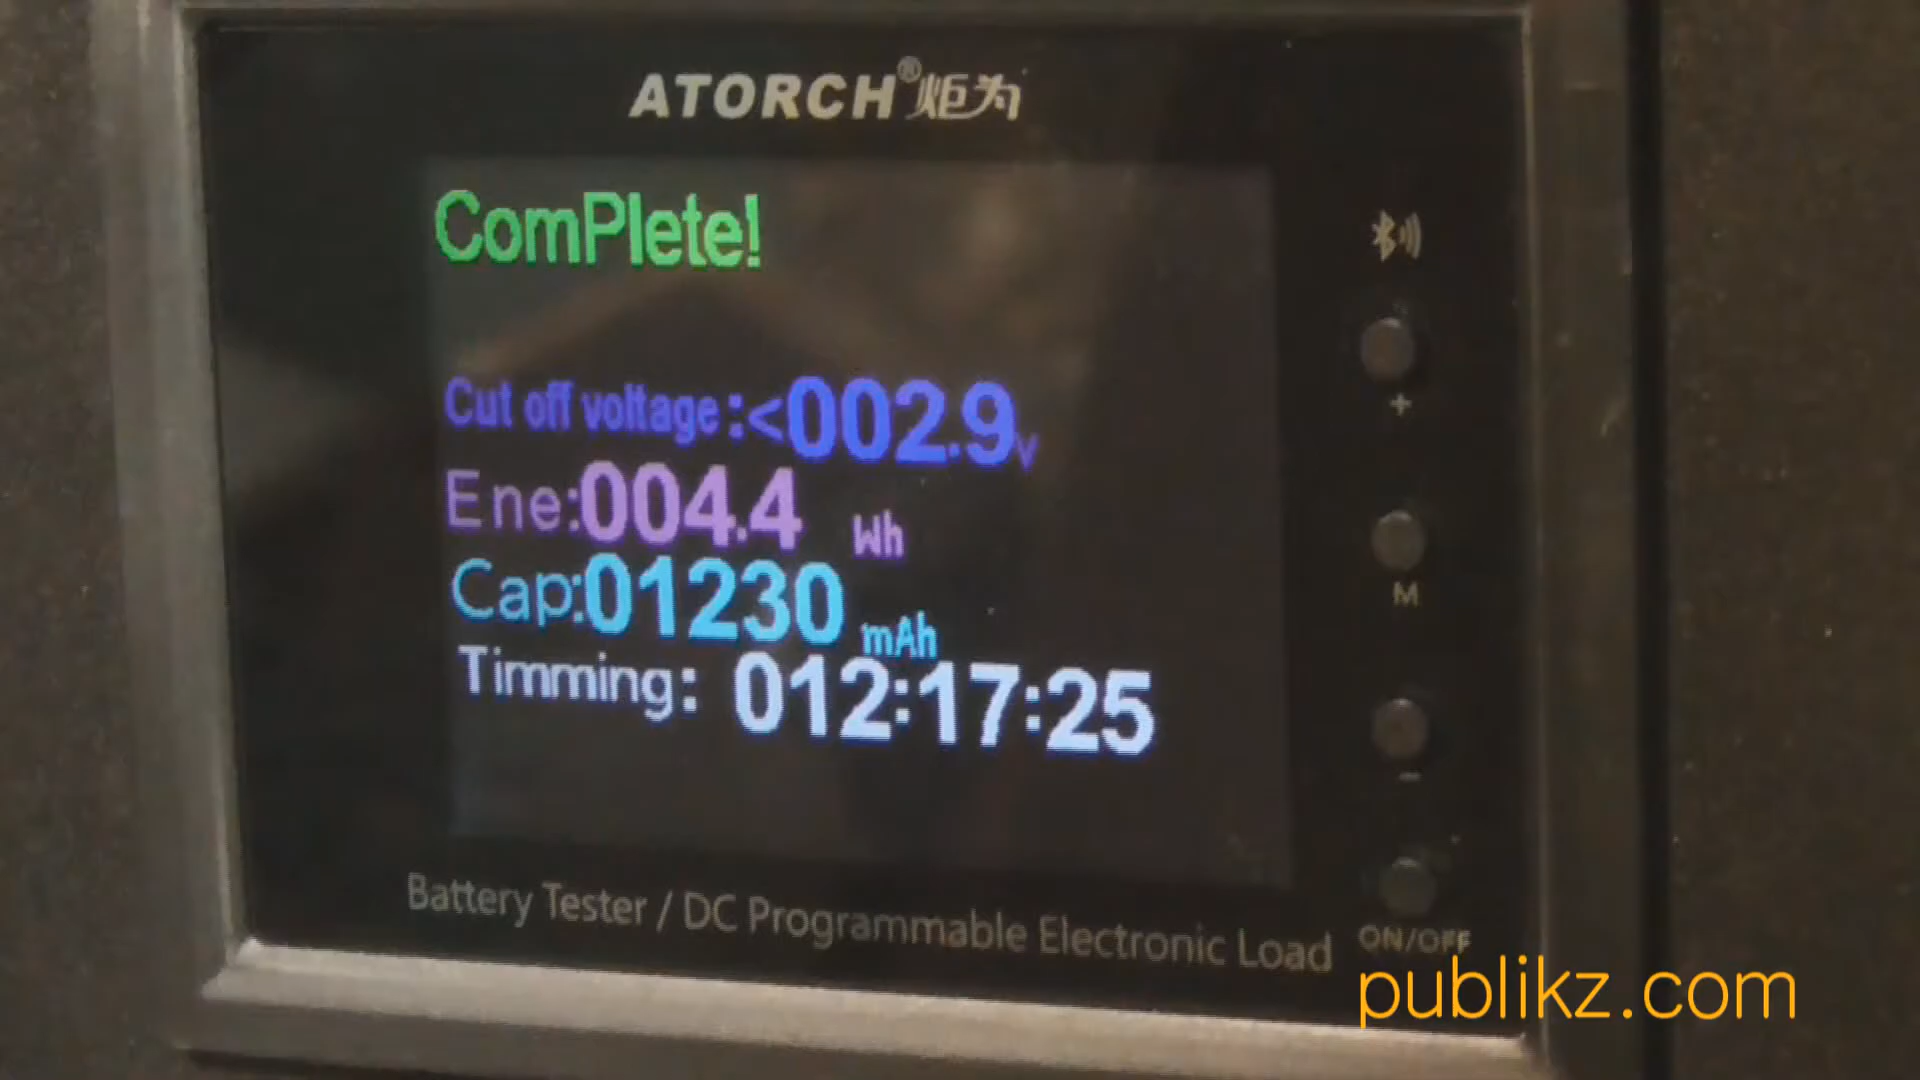 ATORCH®炬为
ComPlete!
Cut off voltage:<002.9v
Ene:004.4 Wh
Cap:01230 mAh
Timming: 012:17:25
+
M
-
ON/OFF
Battery Tester / DC Programmable Electronic Load
publikz.com